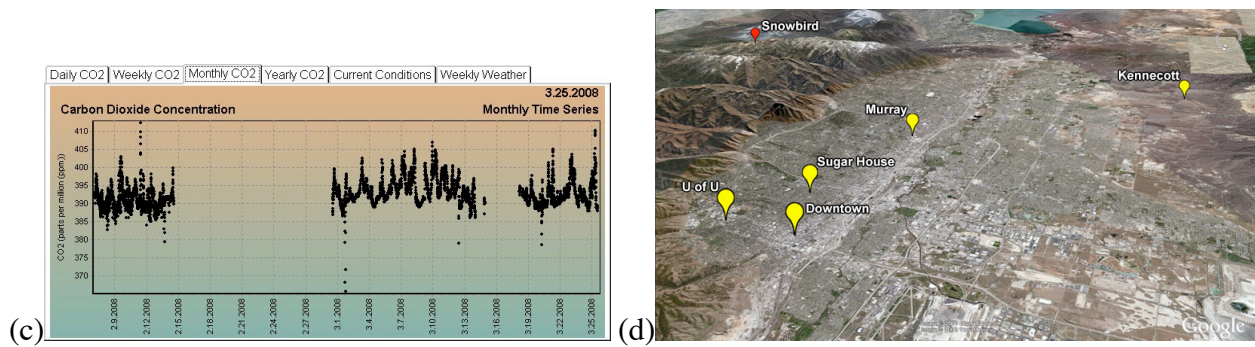 Daily CO2 Weekly CO2 Monthly CO2 Yearly CO2 Current Conditions Weekly Weather
3.25.2008
Carbon Dioxide Concentration Monthly Time Series
CO2 (parts per million (ppm))
410
405
400
395
390
385
380
375
370
2.9.2008 2.12.2008 2.15.2008 2.18.2008 2.21.2008 2.24.2008 2.27.2008 3.1.2008 3.4.2008 3.7.2008 3.10.2008 3.13.2008 3.16.2008 3.19.2008 3.22.2008 3.25.2008
(c)
Snowbird
Kennecott
Murray
Sugar House
U of U
Downtown
Google
(d)